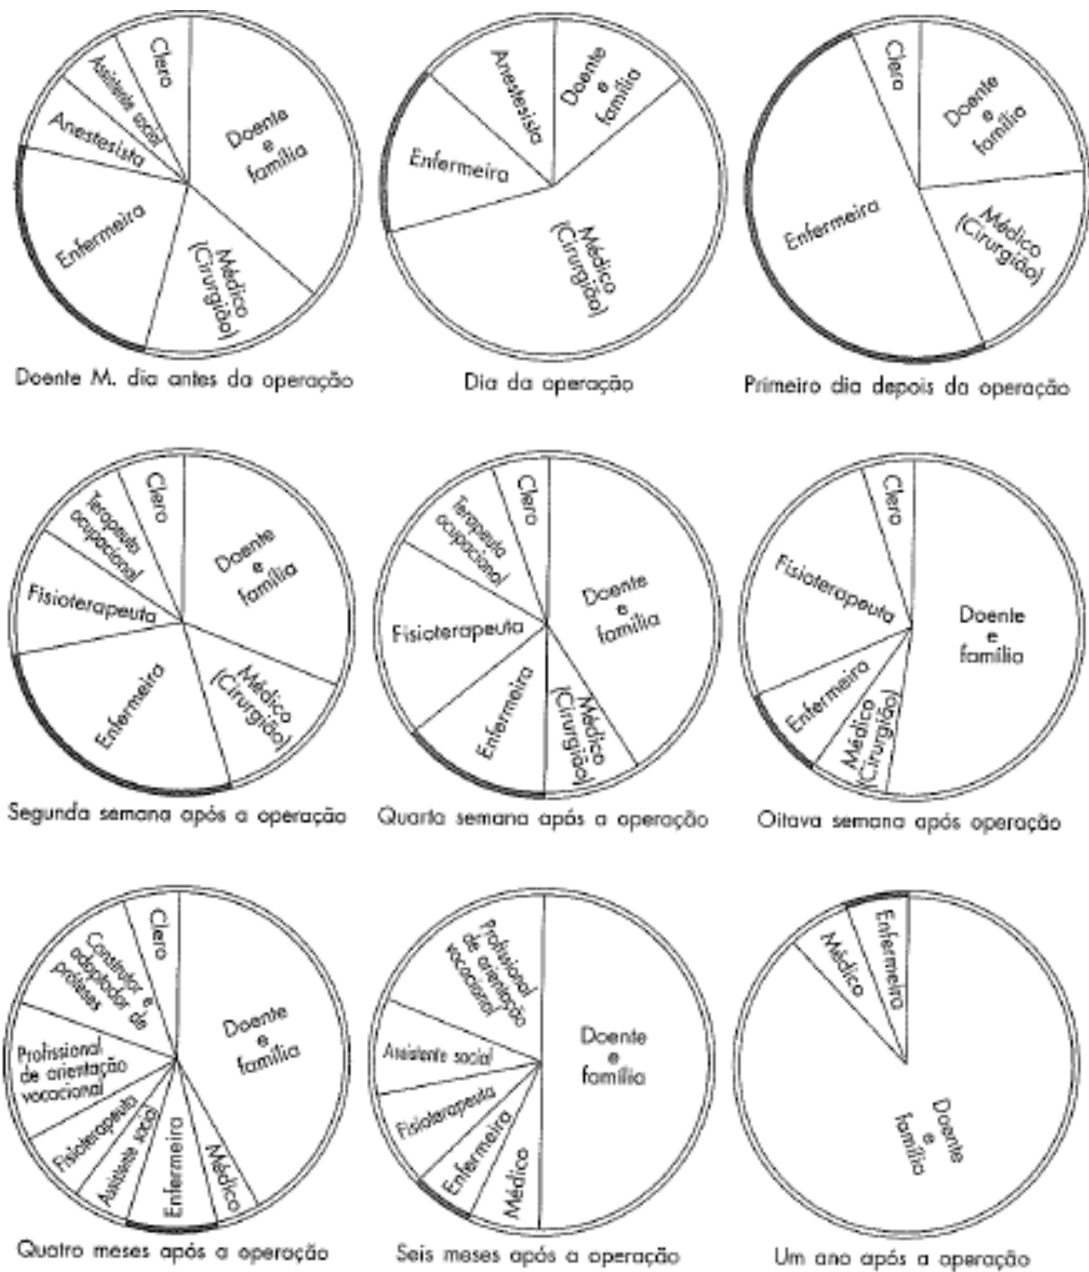 Clero
Assistente social
Anestesista
Enfermeira
Doente
e
família
Médico
(Cirurgião)
Doente M. dia antes da operação
Anestesista
Doente
e
família
Enfermeira
Médico
(Cirurgião)
Dia da operação
Clero
Doente
e
família
Enfermeira
Médico
(Cirurgião)
Primeiro dia depois da operação
Clero
Terapeuta
ocupacional
Doente
e
família
Fisioterapeuta
Enfermeira
Médico
(Cirurgião)
Segunda semana após a operação
Clero
Terapeuta
ocupacional
Doente
e
família
Fisioterapeuta
Enfermeira
Médico
(Cirurgião)
Quarta semana após a operação
Clero
Fisioterapeuta
Doente
e
família
Enfermeira
Médico
(Cirurgião)
Oitava semana após operação
Clero
Construtor e
adaptador de
próteses
Doente
e
família
Profissional
de orientação
vocacional
Fisioterapeuta
Assistente social
Enfermeira
Médico
Quatro meses após a operação
Profissional
de orientação
vocacional
Doente
e
família
Assistente social
Fisioterapeuta
Enfermeira
Médico
Seis meses após a operação
Enfermeira
Médico
Doente
e
família
Um ano após a operação